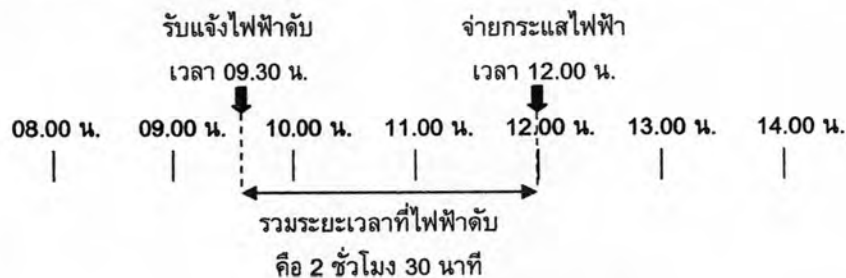 รับแจ้งไฟฟ้าดับ จ่ายกระแสไฟฟ้า
เวลา 09.30 น. เวลา 12.00 น.
08.00 น. 09.00 น. 10.00 น. 11.00 น. 12.00 น. 13.00 น. 14.00 น.
รวมระยะเวลาที่ไฟฟ้าดับ
คือ 2 ชั่วโมง 30 นาที